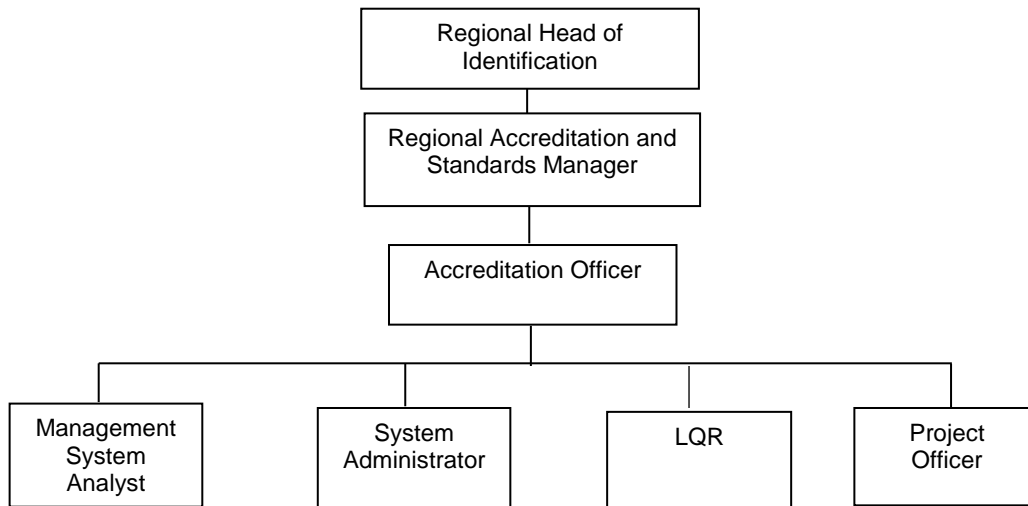 Regional Head of
Identification
Regional Accreditation and
Standards Manager
Accreditation Officer
Management
System
Analyst
System
Administrator
LQR
Project
Officer